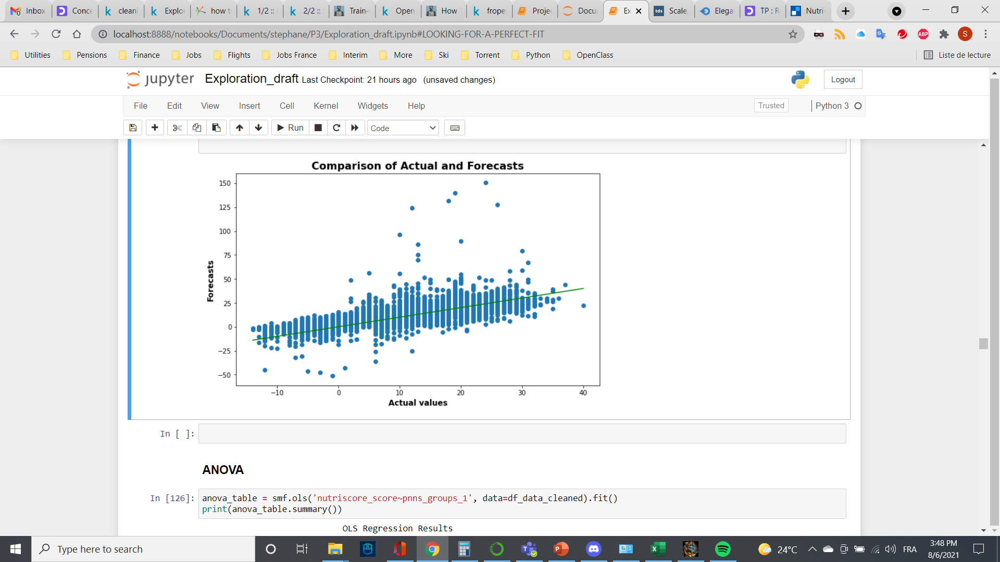 Inbox Conce cleani Explor how t 1/2 :: 2/2 :: Train- Open How froper Projec Docur Ex Scale, Elega TP : R Nutri-
localhost:8888/notebooks/Documents/stephane/P3/Exploration_draft.ipynb#LOOKING-FOR-A-PERFECT-FIT
Utilities Pensions Finance Jobs Flights Jobs France Interim More Ski Torrent Python OpenClass Liste de lecture
jupyter Exploration_draft Last Checkpoint: 21 hours ago (unsaved changes) Logout
File Edit View Insert Cell Kernel Widgets Help Trusted Python 3
Run Code
Comparison of Actual and Forecasts
150
125
100
75
50
25
0
−25
−50
Forecasts
−10 0 10 20 30 40
Actual values
In [ ]:
ANOVA
In [126]: anova_table = smf.ols('nutriscore_score~pnns_groups_1', data=df_data_cleaned).fit()
print(anova_table.summary())
OLS Regression Results
Type here to search 24°C FRA 3:48 PM
8/6/2021